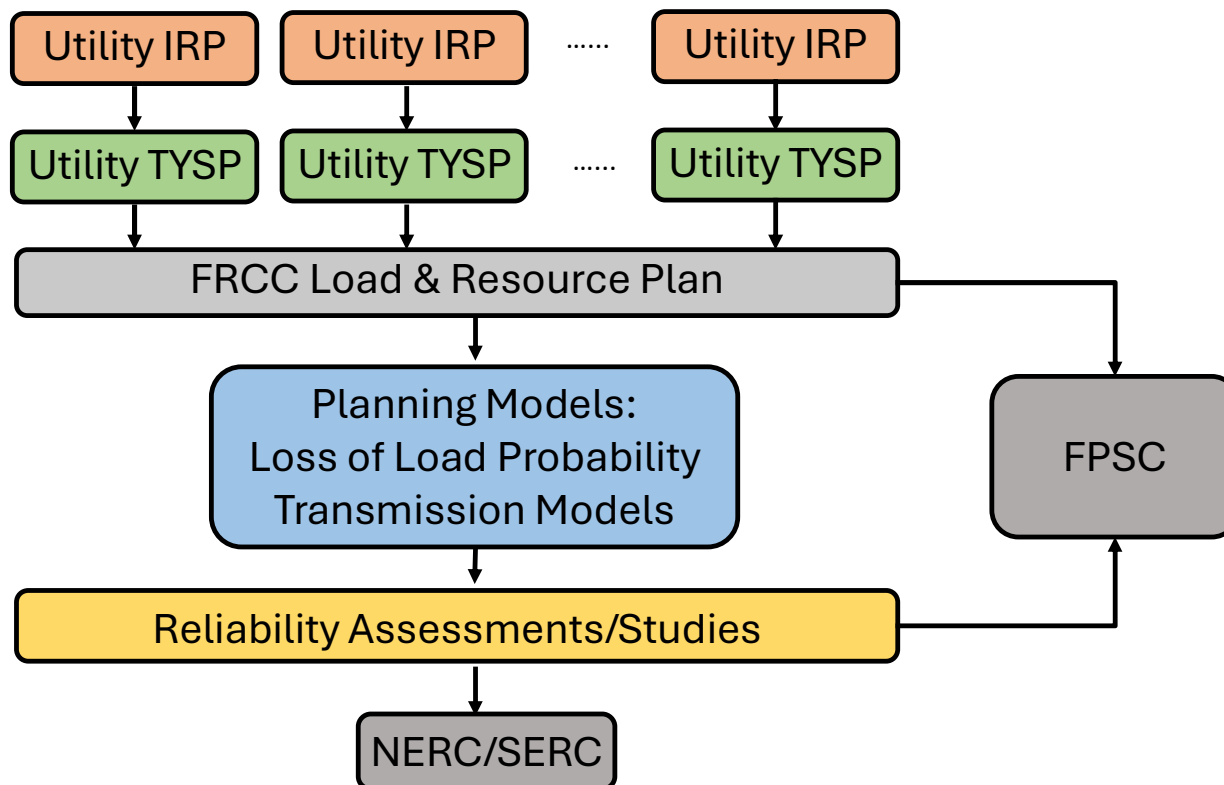 Utility IRP
Utility IRP
......
Utility IRP
Utility TYSP
Utility TYSP
......
Utility TYSP
FRCC Load & Resource Plan
Planning Models:
Loss of Load Probability
Transmission Models
FPSC
Reliability Assessments/Studies
NERC/SERC